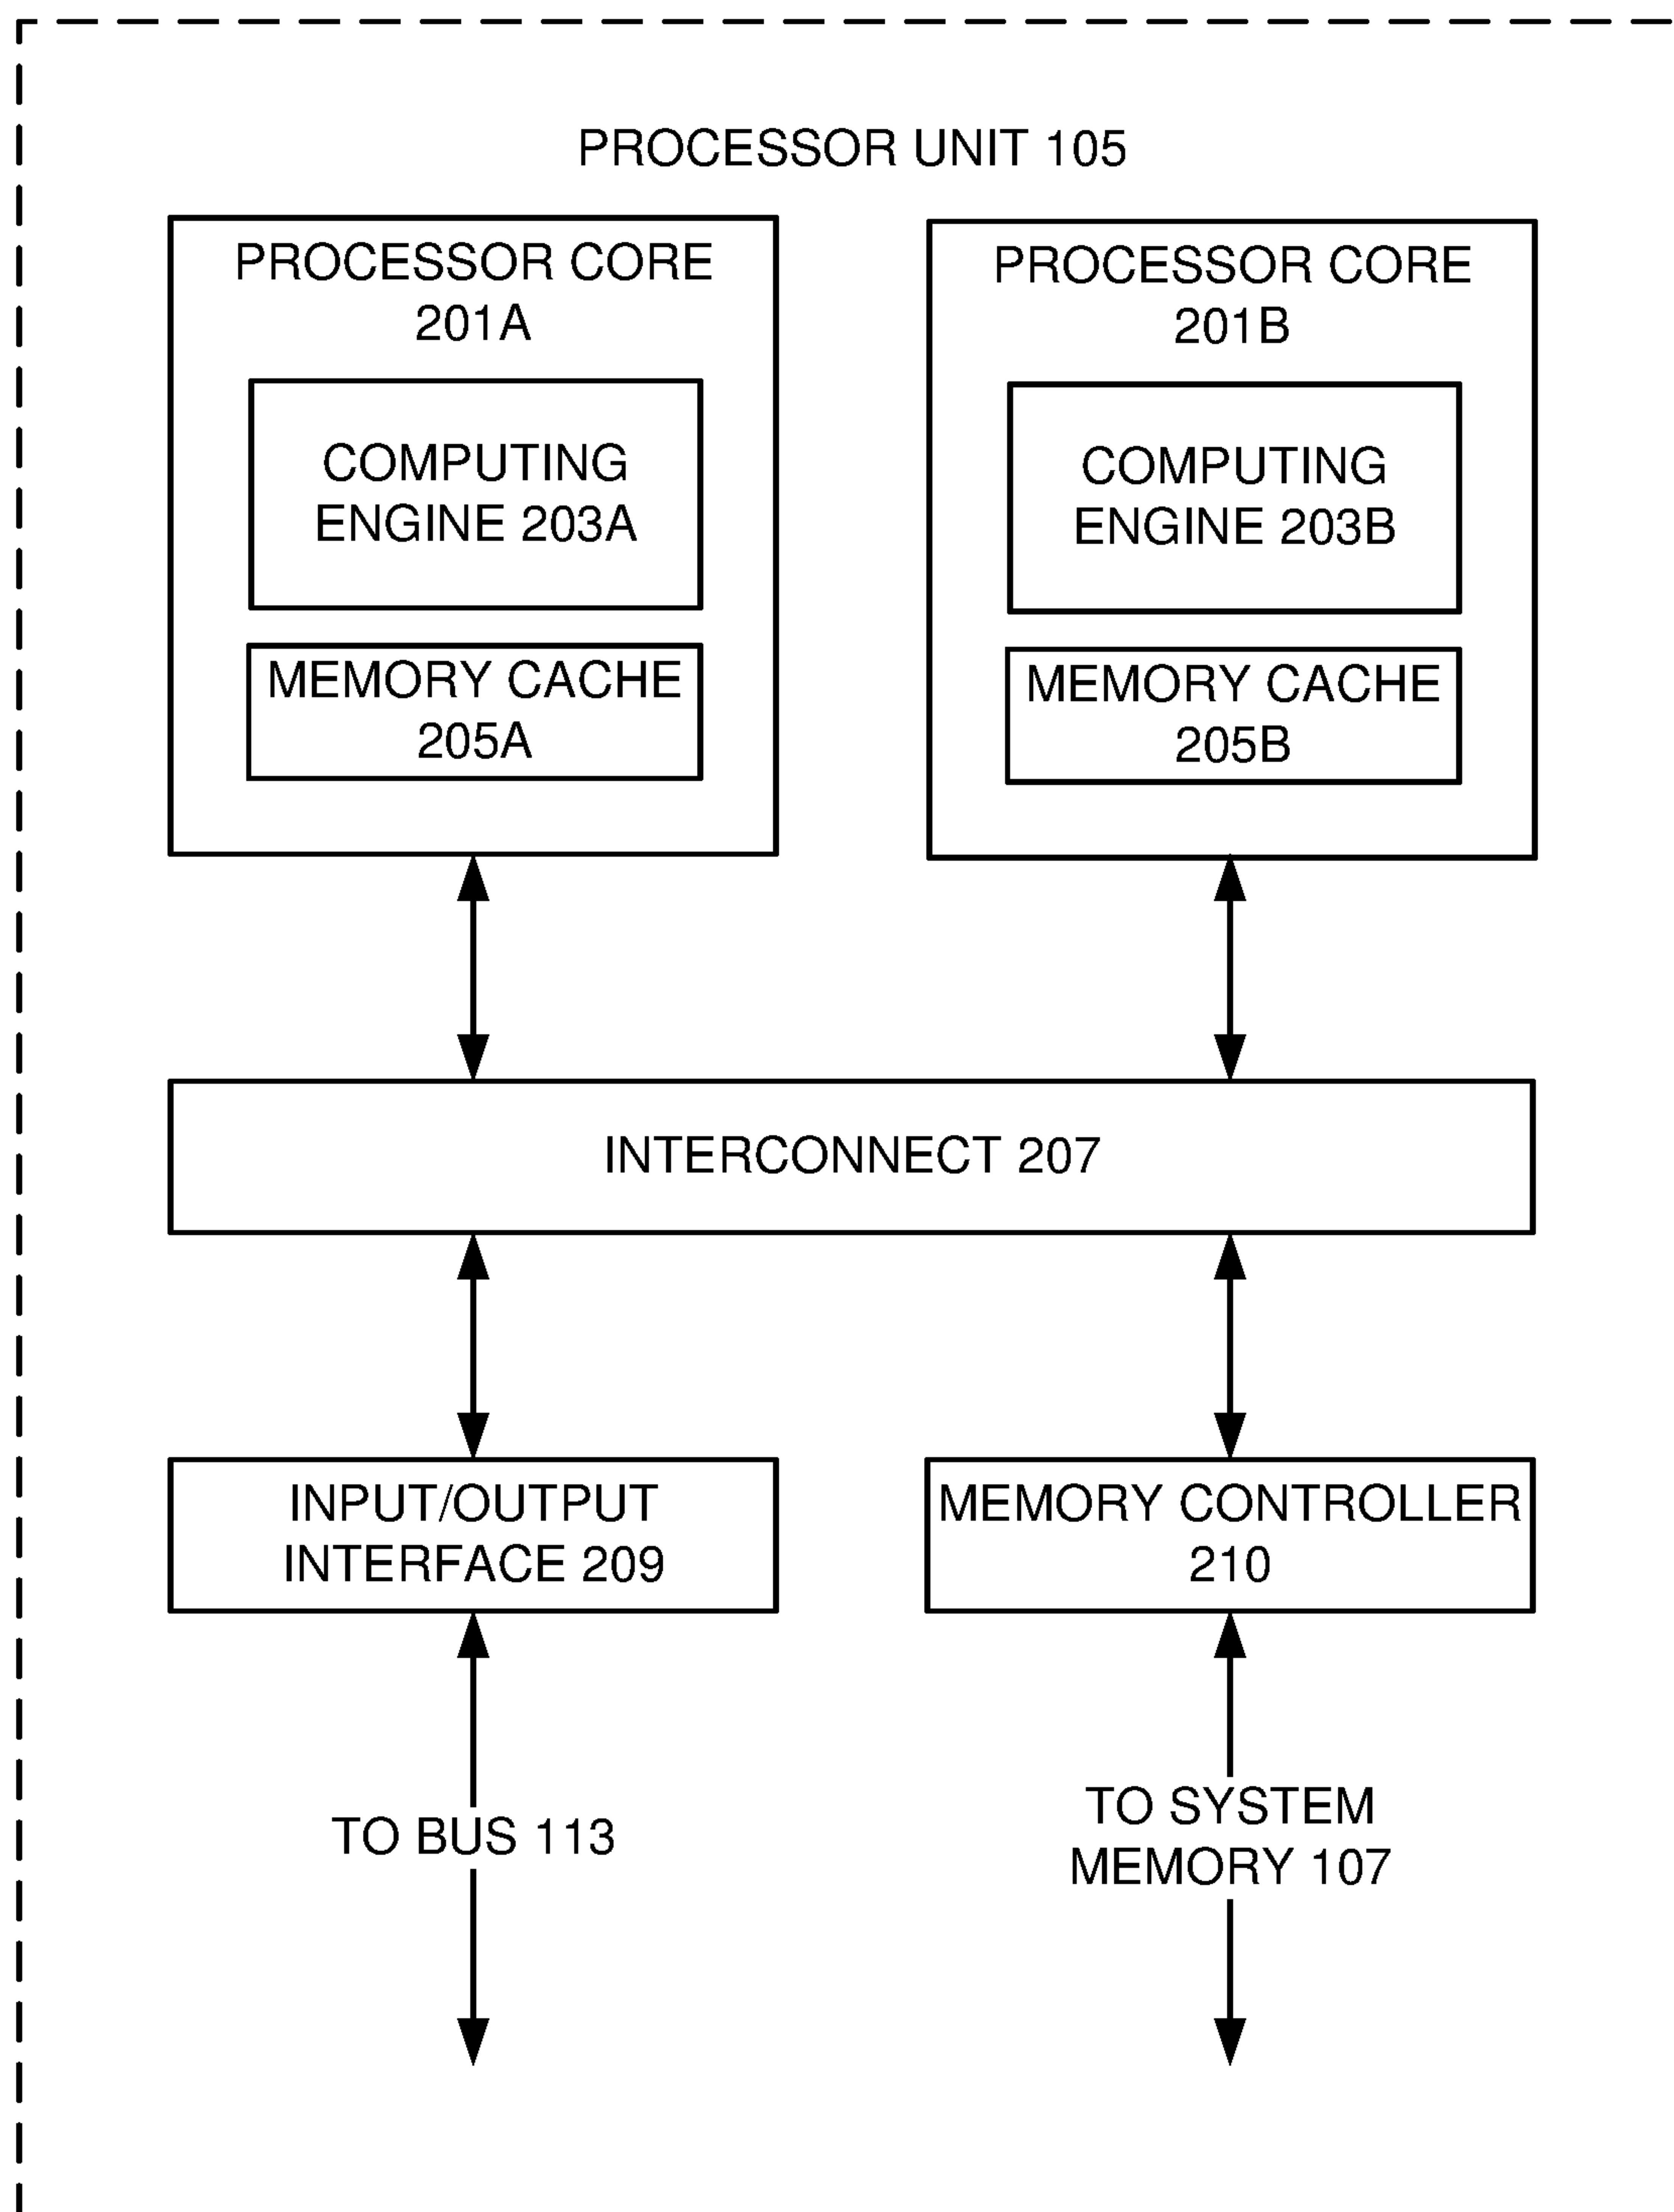 PROCESSOR UNIT 105
PROCESSOR CORE
201A
COMPUTING
ENGINE 203A
MEMORY CACHE
205A
PROCESSOR CORE
201B
COMPUTING
ENGINE 203B
MEMORY CACHE
205B
INTERCONNECT 207
INPUT/OUTPUT
INTERFACE 209
MEMORY CONTROLLER
210
TO BUS 113
TO SYSTEM
MEMORY 107